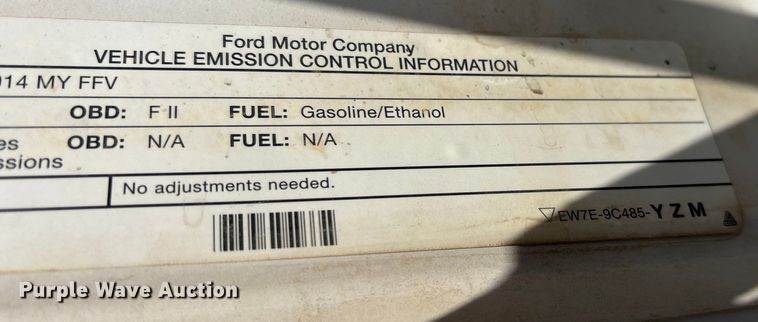 Ford Motor Company
VEHICLE EMISSION CONTROL INFORMATION
014 MY FFV
OBD: F II FUEL: Gasoline/Ethanol
es OBD: N/A FUEL: N/A
ssions
No adjustments needed.
EW7E-9C485-YZM
Purple Wave Auction